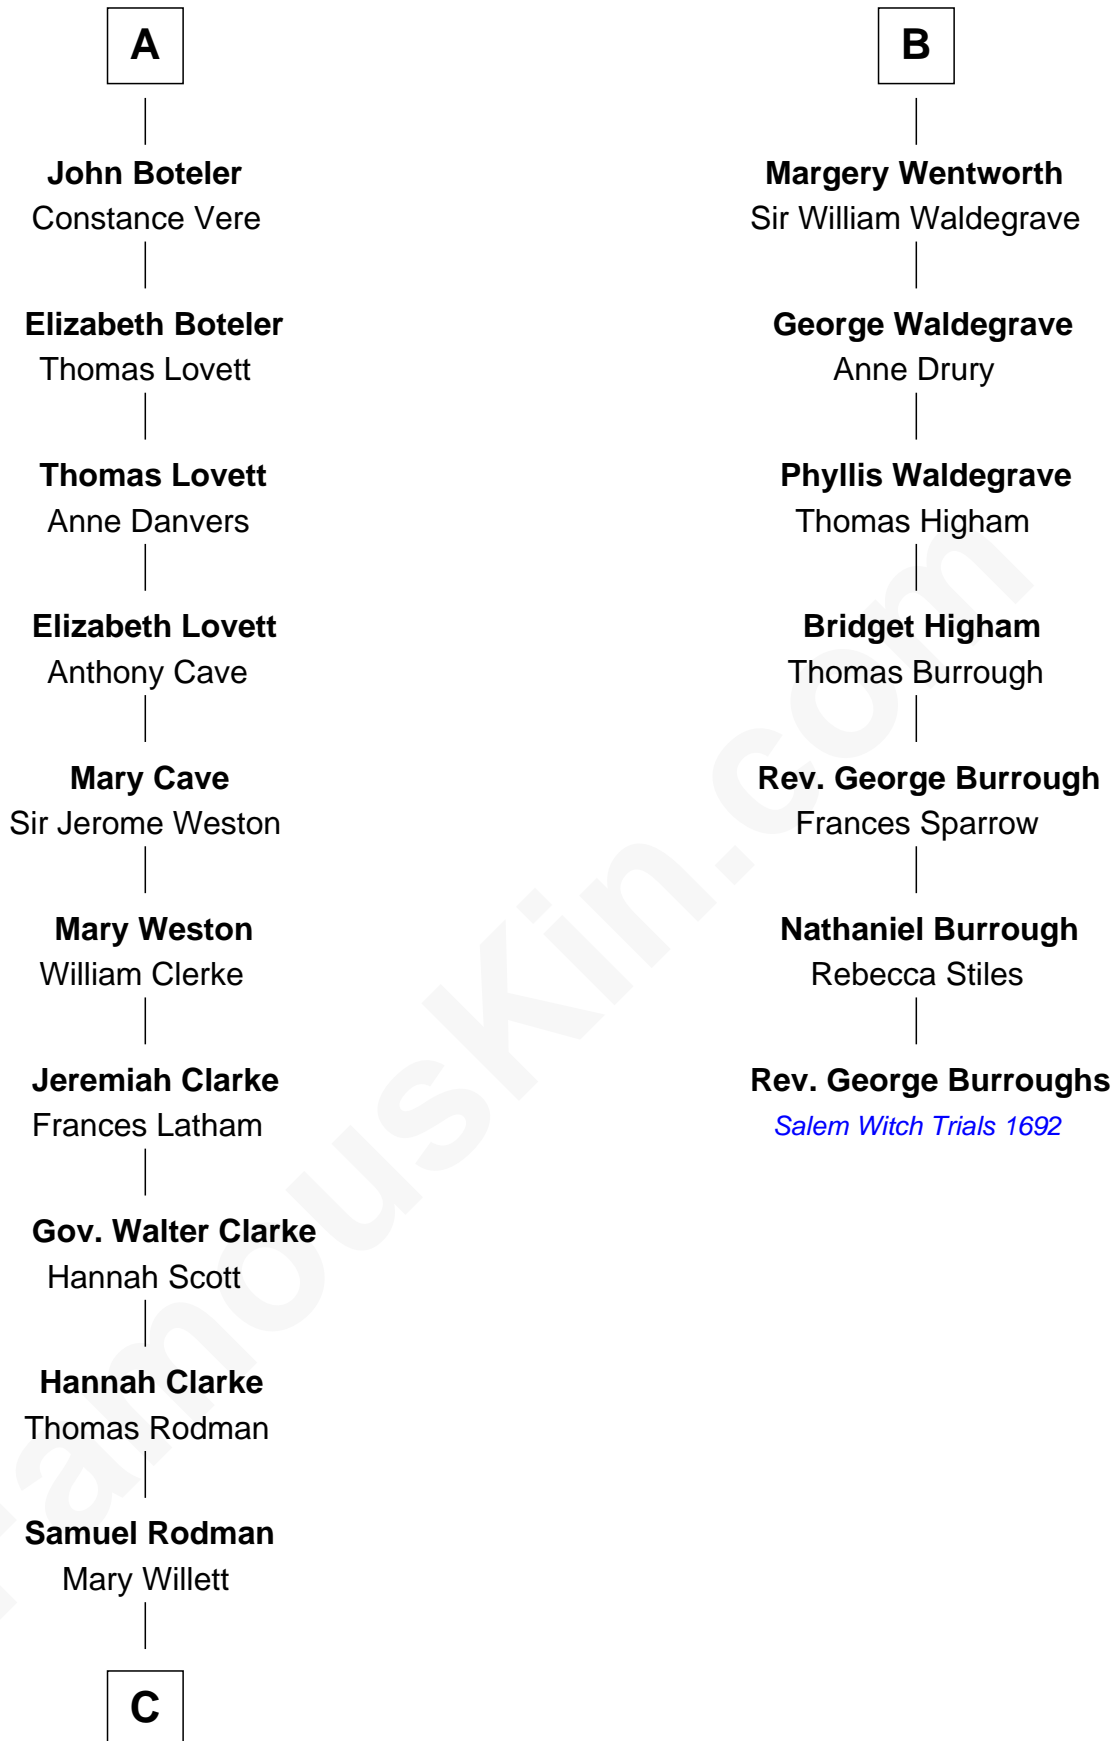 A
John Boteler
Constance Vere
Elizabeth Boteler
Thomas Lovett
Thomas Lovett
Anne Danvers
Elizabeth Lovett
Anthony Cave
Mary Cave
Sir Jerome Weston
Mary Weston
William Clerke
Jeremiah Clarke
Frances Latham
Gov. Walter Clarke
Hannah Scott
Hannah Clarke
Thomas Rodman
Samuel Rodman
Mary Willett
C
B
Margery Wentworth
Sir William Waldegrave
George Waldegrave
Anne Drury
Phyllis Waldegrave
Thomas Higham
Bridget Higham
Thomas Burrough
Rev. George Burrough
Frances Sparrow
Nathaniel Burrough
Rebecca Stiles
Rev. George Burroughs
Salem Witch Trials 1692
FamousKin.com